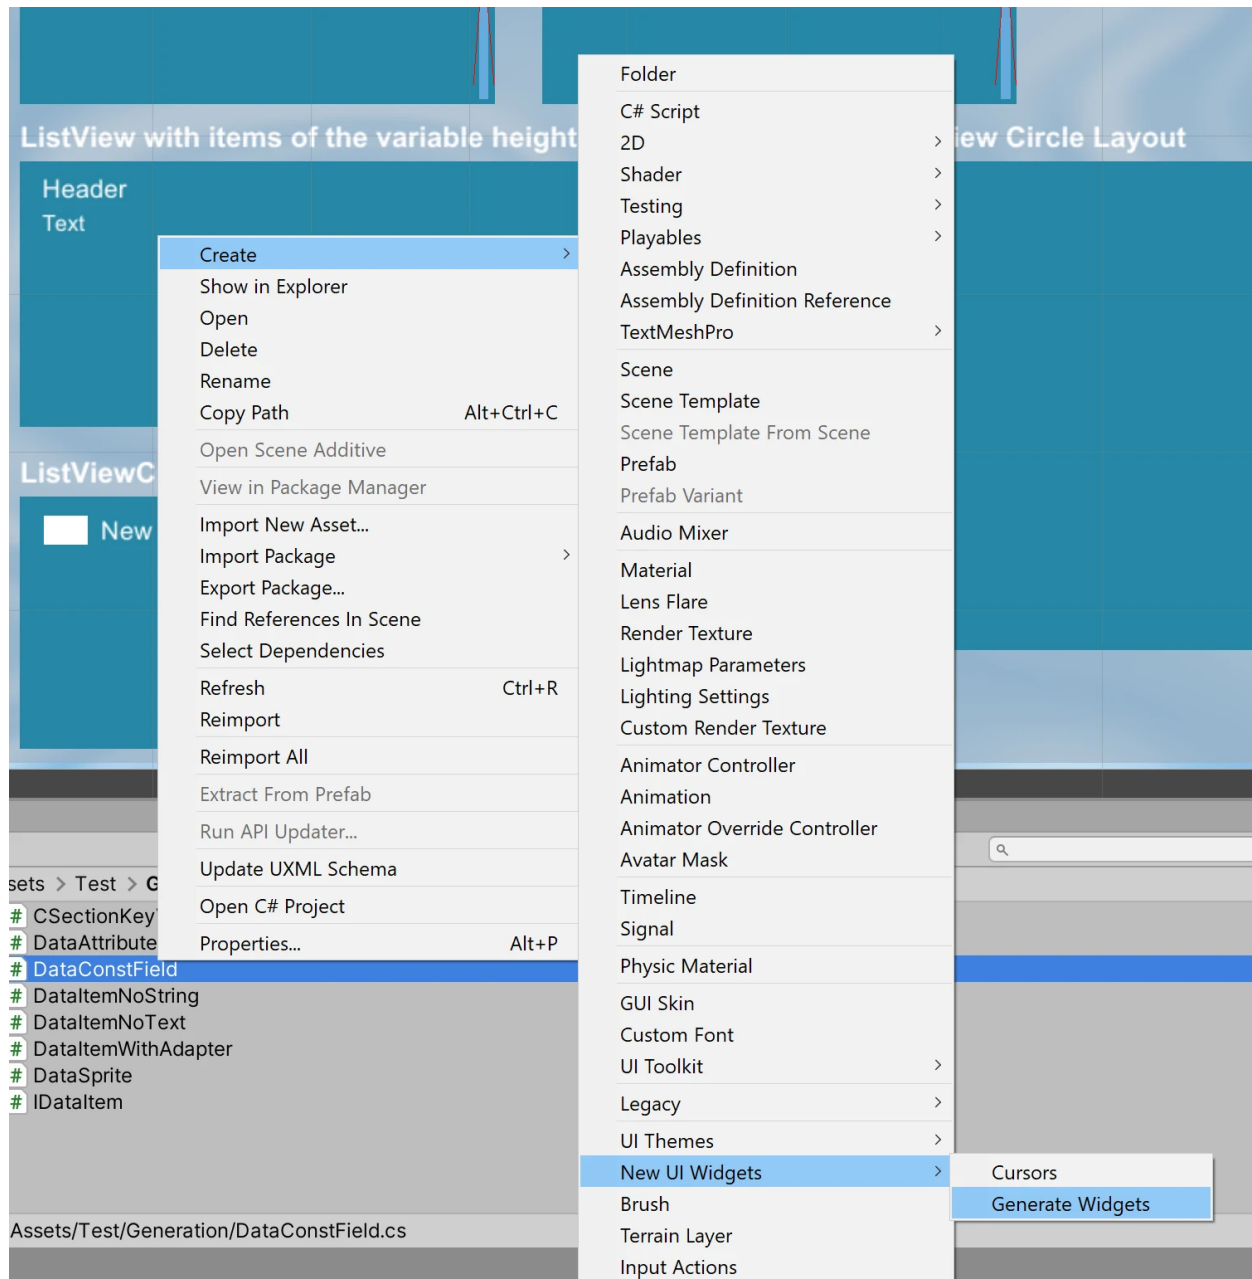 ListView with items of the variable height
iew Circle Layout
Header
Text
ListViewC
New
Create
Show in Explorer
Open
Delete
Rename
Copy Path Alt+Ctrl+C
Open Scene Additive
View in Package Manager
Import New Asset...
Import Package
Export Package...
Find References In Scene
Select Dependencies
Refresh Ctrl+R
Reimport
Reimport All
Extract From Prefab
Run API Updater...
Update UXML Schema
Open C# Project
Properties... Alt+P
Folder
C# Script
2D
Shader
Testing
Playables
Assembly Definition
Assembly Definition Reference
TextMeshPro
Scene
Scene Template
Scene Template From Scene
Prefab
Prefab Variant
Audio Mixer
Material
Lens Flare
Render Texture
Lightmap Parameters
Lighting Settings
Custom Render Texture
Animator Controller
Animation
Animator Override Controller
Avatar Mask
Timeline
Signal
Physic Material
GUI Skin
Custom Font
UI Toolkit
Legacy
UI Themes
New UI Widgets
Brush
Terrain Layer
Input Actions
Cursors
Generate Widgets
sets > Test > G
# CSectionKey
# DataAttribute
# DataConstField
# DataItemNoString
# DataItemNoText
# DataItemWithAdapter
# DataSprite
# IDataItem
Assets/Test/Generation/DataConstField.cs